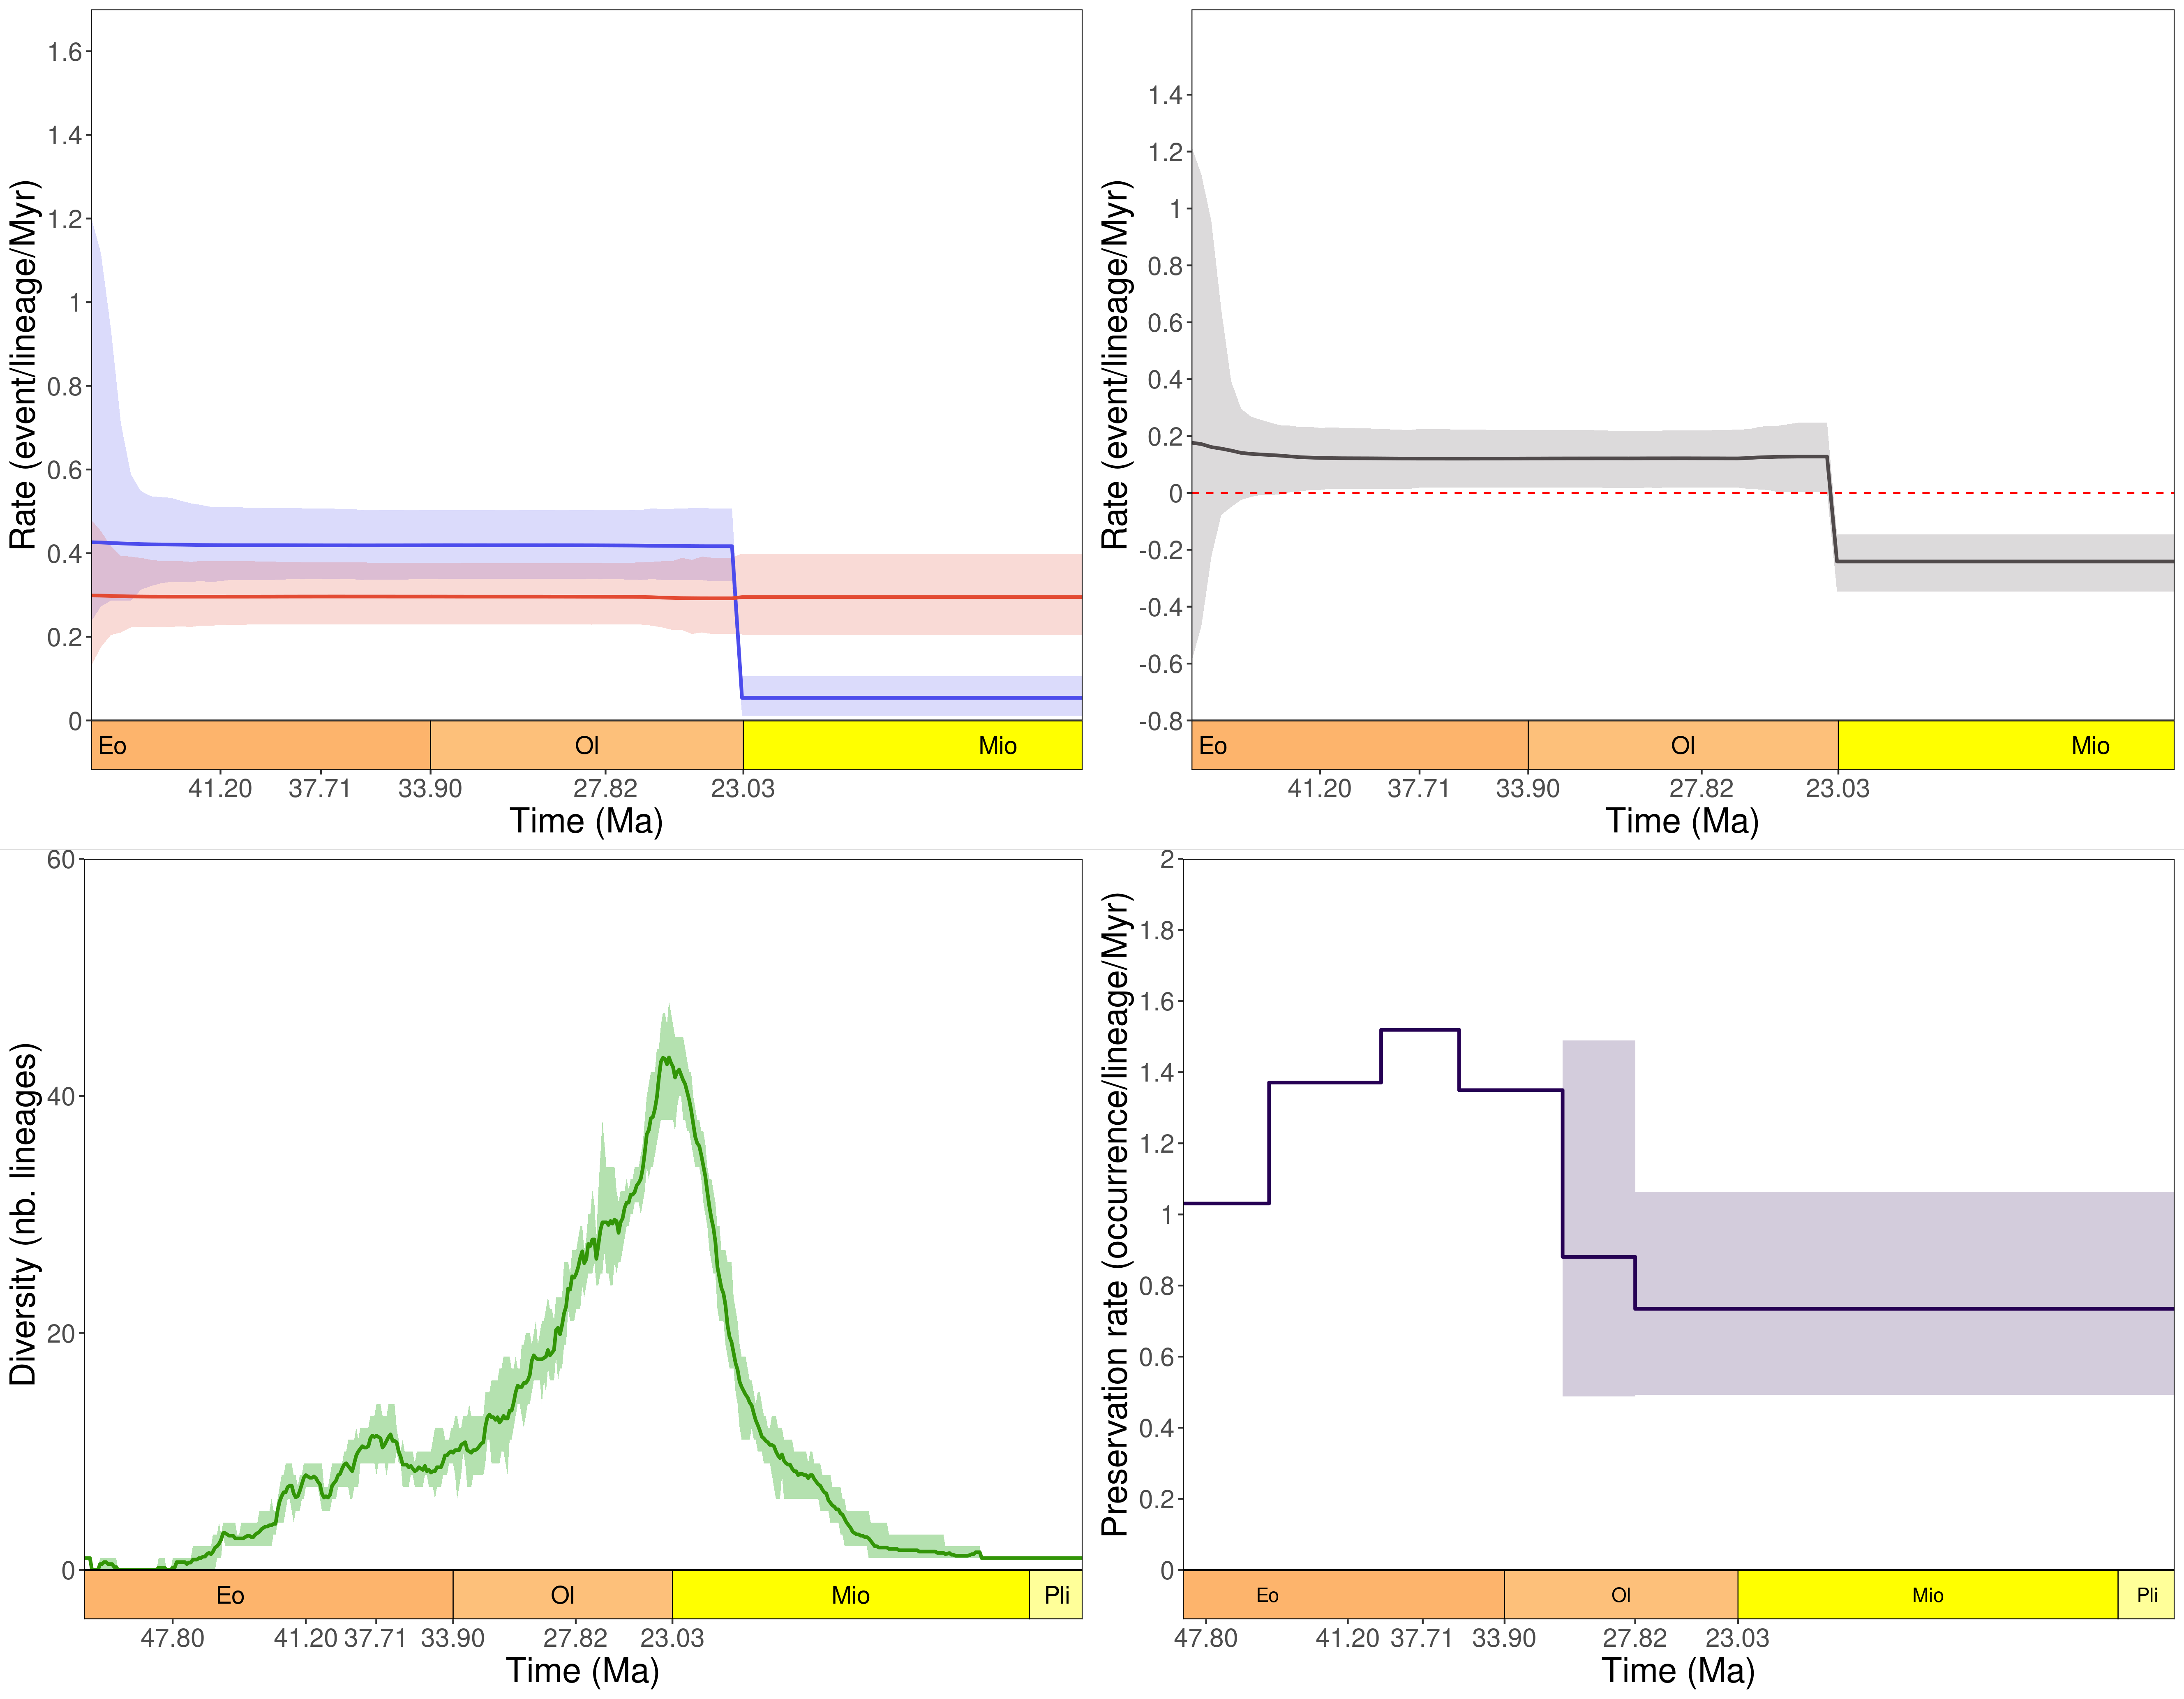 Rate (event/lineage/Myr)
1.6
1.4
1.2
1
0.8
0.6
0.4
0.2
0
Eo Ol Mio
41.20 37.71 33.90 27.82 23.03
Time (Ma)
Rate (event/lineage/Myr)
1.4
1.2
1
0.8
0.6
0.4
0.2
0
-0.2
-0.4
-0.6
-0.8
Eo Ol Mio
41.20 37.71 33.90 27.82 23.03
Time (Ma)
Diversity (nb. lineages)
60
40
20
0
Eo Ol Mio Pli
47.80 41.20 37.71 33.90 27.82 23.03
Time (Ma)
Preservation rate (occurrence/lineage/Myr)
2
1.8
1.6
1.4
1.2
1
0.8
0.6
0.4
0.2
0
Eo Ol Mio Pli
47.80 41.20 37.71 33.90 27.82 23.03
Time (Ma)